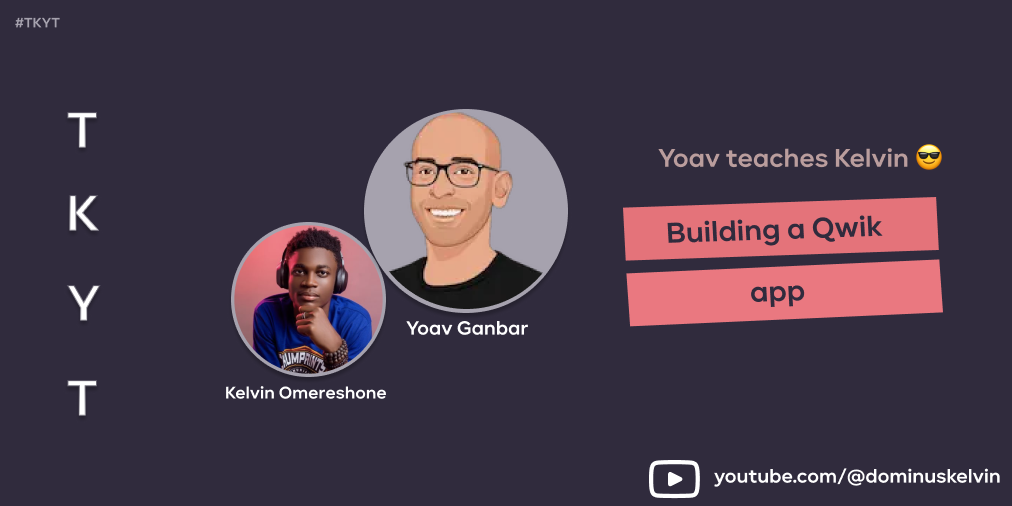 #TKYT
T
K
Y
T
Yoav Ganbar
Kelvin Omereshone
Yoav teaches Kelvin 😎
Building a Qwik
app
youtube.com/@dominuskelvin